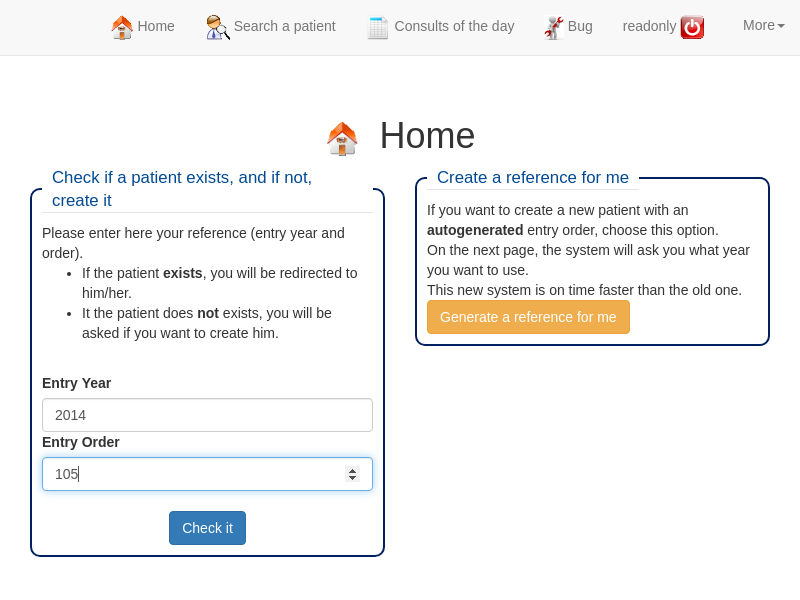 Home
Search a patient
Consults of the day
Bug
readonly
More
Home
Check if a patient exists, and if not,
create it
Please enter here your reference (entry year and
order).
If the patient exists, you will be redirected to
him/her.
It the patient does not exists, you will be
asked if you want to create him.
Entry Year
2014
Entry Order
105
Check it
Create a reference for me
If you want to create a new patient with an
autogenerated entry order, choose this option.
On the next page, the system will ask you what year
you want to use.
This new system is on time faster than the old one.
Generate a reference for me